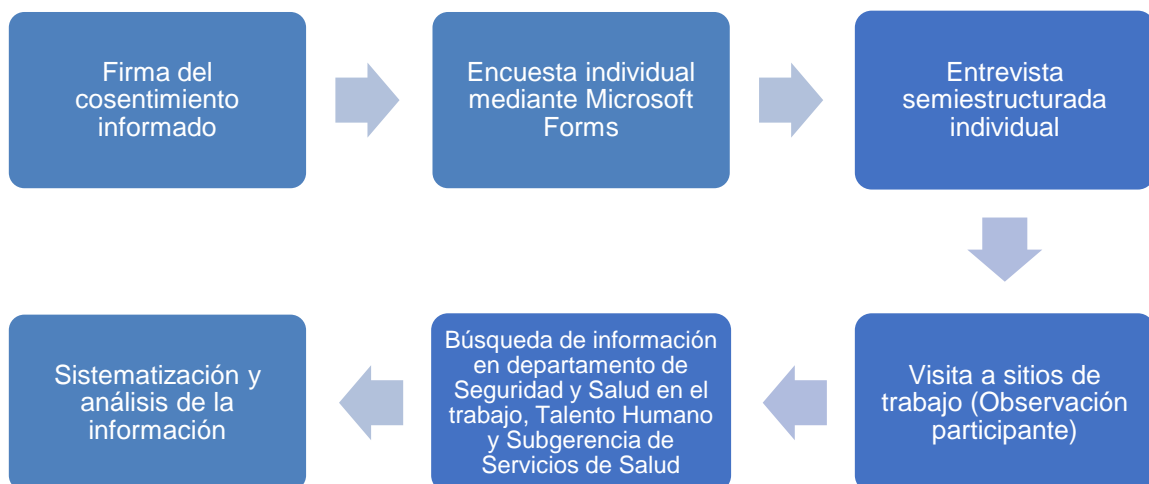 Firma del
cosentimiento
informado
Encuesta individual
mediante Microsoft
Forms
Entrevista
semiestructurada
individual
Visita a sitios de
trabajo (Observación
participante)
Búsqueda de información
en departamento de
Seguridad y Salud en el
trabajo, Talento Humano
y Subgerencia de
Servicios de Salud
Sistematización y
análisis de la
información